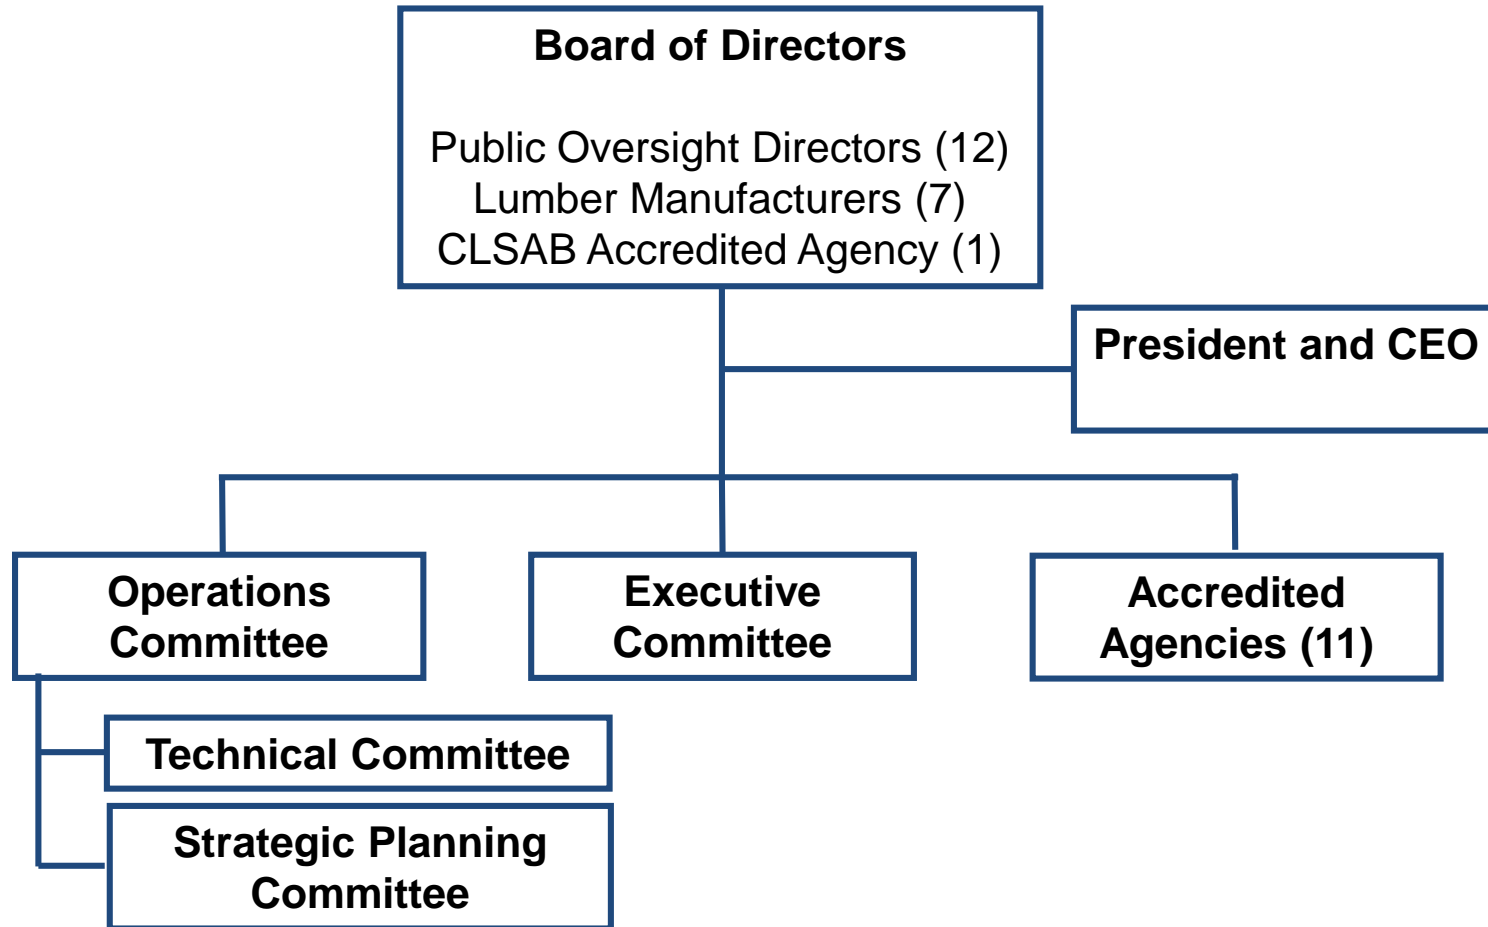 Board of Directors
Public Oversight Directors (12)
Lumber Manufacturers (7)
CLSAB Accredited Agency (1)
President and CEO
Operations
Committee
Executive
Committee
Accredited
Agencies (11)
Technical Committee
Strategic Planning
Committee